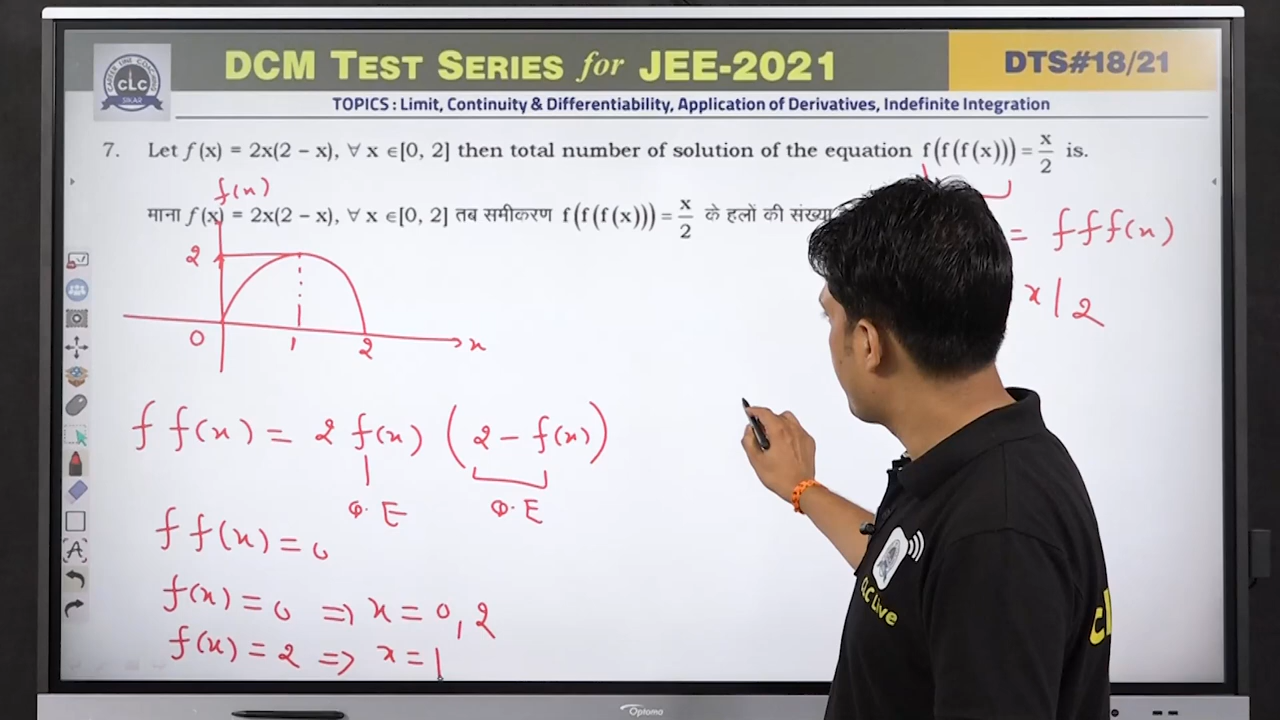 DCM TEST SERIES for JEE-2021
DTS#18/21
CLC
SIKAR
TOPICS : Limit, Continuity & Differentiability, Application of Derivatives, Indefinite Integration
7. Let f(x) = 2x(2 – x), ∀ x ∈[0, 2] then total number of solution of the equation f(f(f(x))) = x/2 is.
माना f(x) = 2x(2 – x), ∀ x ∈[0, 2] तब समीकरण f(f(f(x))) = x/2 के हलों की संख्या
f(x)
= fff(x)
2
x/2
0 1 2 x
f f(x) = 2 f(x) (2 – f(x))
Q.E Q.E
f f(x) = 0
f(x) = 0 ⇒ x = 0, 2
f(x) = 2 ⇒ x = 1
CLC Live
Optoma